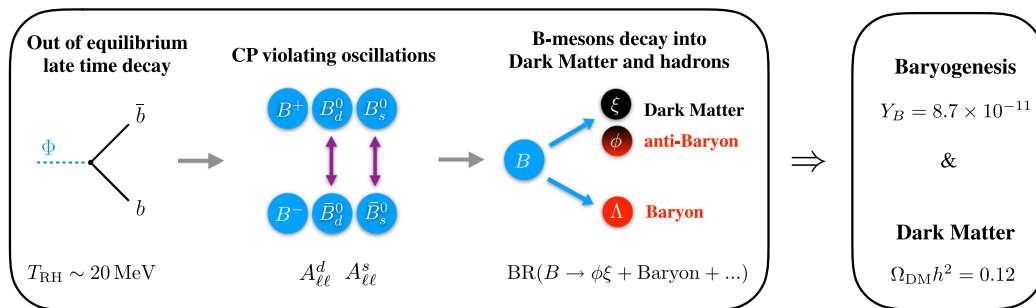 Out of equilibrium
late time decay
Φ
b̄
b
T_RH ∼ 20 MeV
CP violating oscillations
B⁺ B⁰_d B⁰_s
B⁻ B̄⁰_d B̄⁰_s
A^d_ℓℓ A^s_ℓℓ
B-mesons decay into
Dark Matter and hadrons
B
ξ Dark Matter
ϕ anti-Baryon
Λ Baryon
BR(B → ϕξ + Baryon + ...)
⇒
Baryogenesis
Y_B = 8.7 × 10⁻¹¹
&
Dark Matter
Ω_DM h² = 0.12